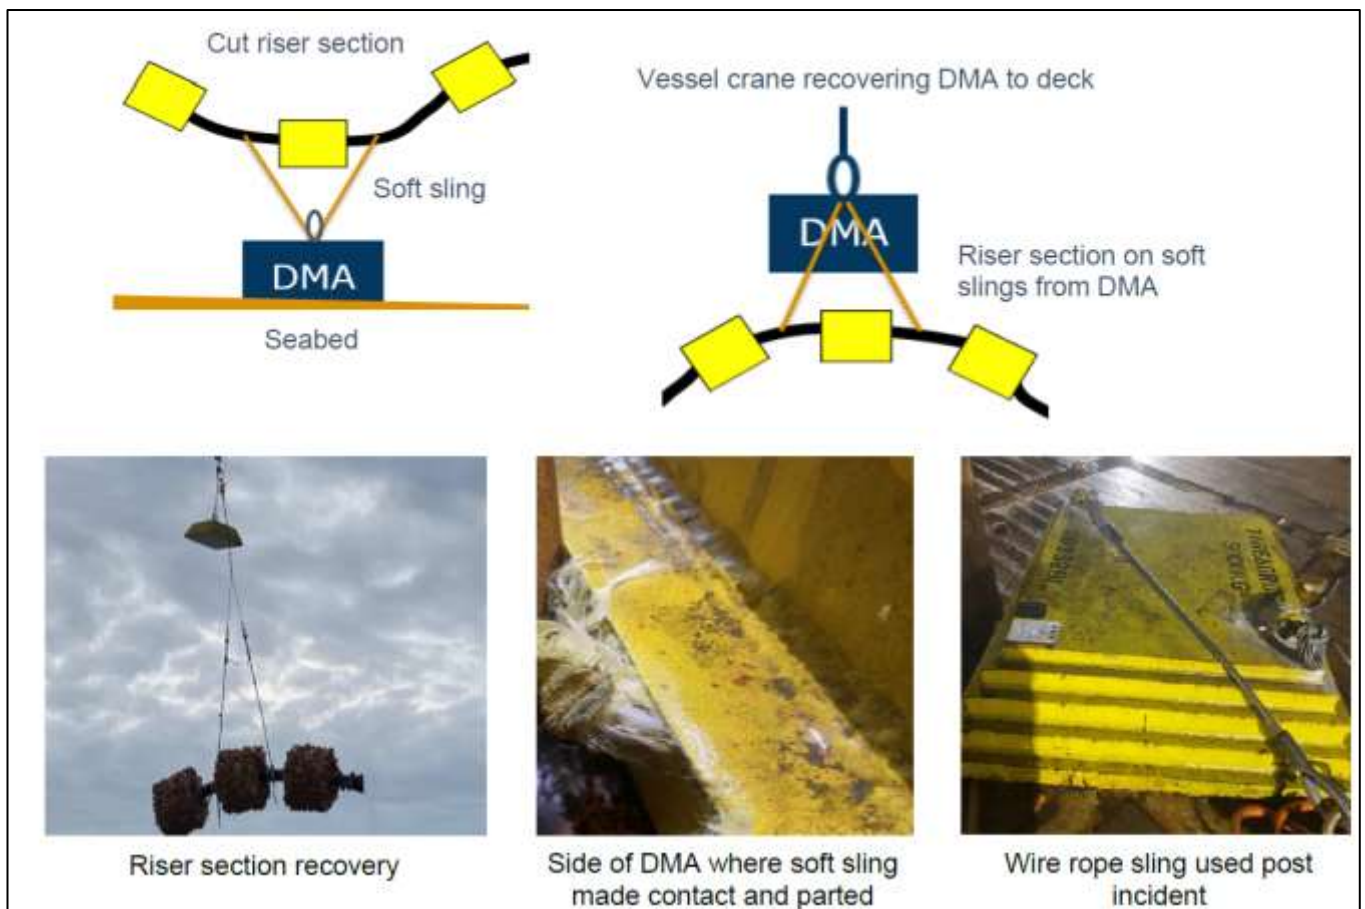 Cut riser section
Soft sling
DMA
Seabed
Vessel crane recovering DMA to deck
DMA
Riser section on soft
slings from DMA
Riser section recovery
Side of DMA where soft sling
made contact and parted
Wire rope sling used post
incident